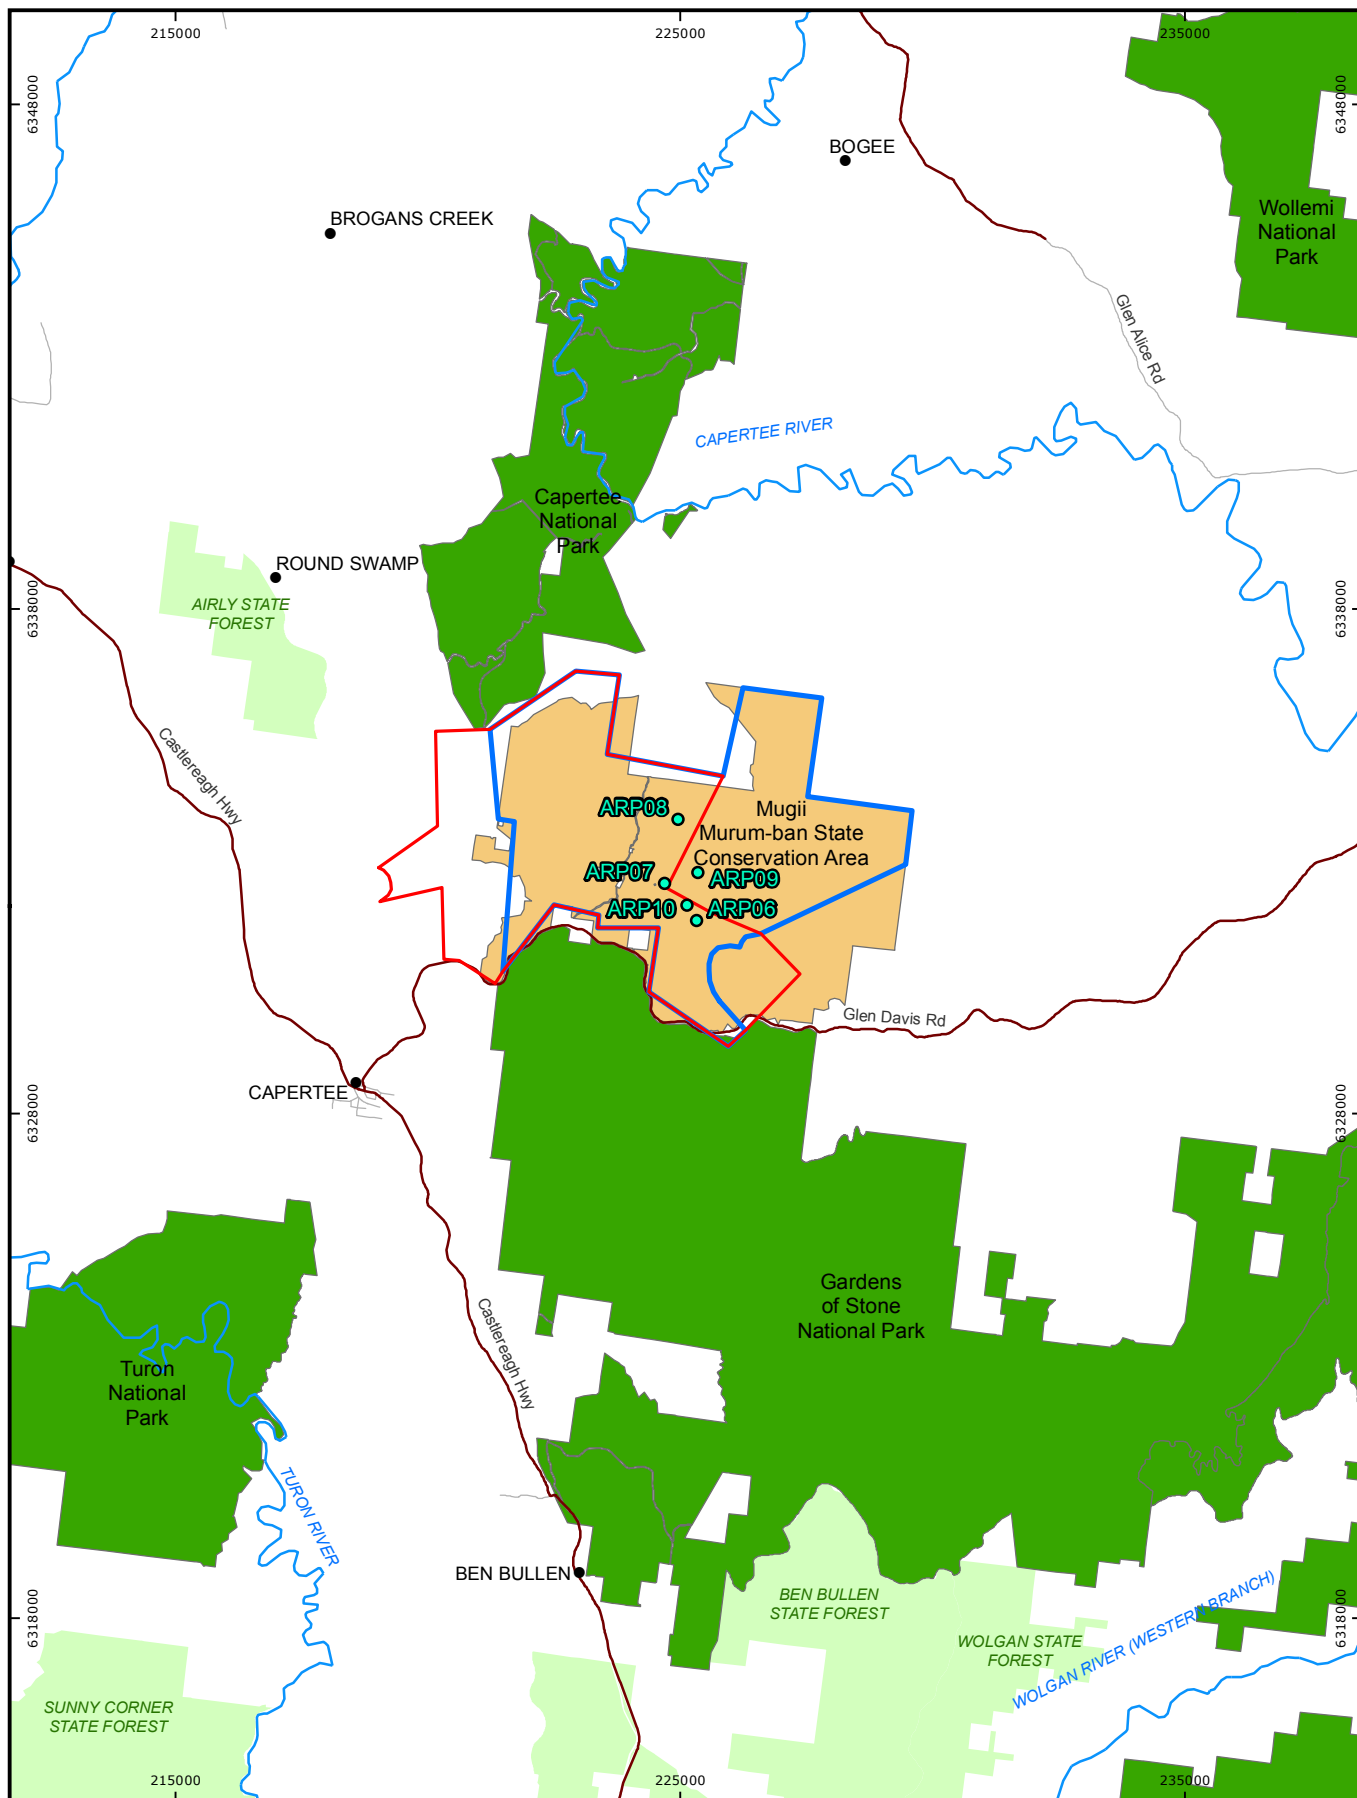 215000
225000
235000
6348000
6348000
BOGEE
BROGANS CREEK
Wollemi
National
Park
Glen Alice Rd
CAPERTEE RIVER
Capertee
National
Park
ROUND SWAMP
AIRLY STATE
FOREST
6338000
6338000
Castlereagh Hwy
ARP08
Mugii
Murum-ban State
Conservation Area
ARP07
ARP09
ARP10
ARP06
Glen Davis Rd
CAPERTEE
6328000
6328000
Gardens
of Stone
National Park
Castlereagh Hwy
Turon
National
Park
TURON RIVER
BEN BULLEN
BEN BULLEN
STATE FOREST
WOLGAN STATE
FOREST
WOLGAN RIVER (WESTERN BRANCH)
6318000
6318000
SUNNY CORNER
STATE FOREST
215000
225000
235000